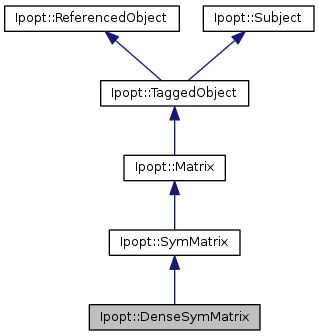 Ipopt::ReferencedObject
Ipopt::Subject
Ipopt::TaggedObject
Ipopt::Matrix
Ipopt::SymMatrix
Ipopt::DenseSymMatrix